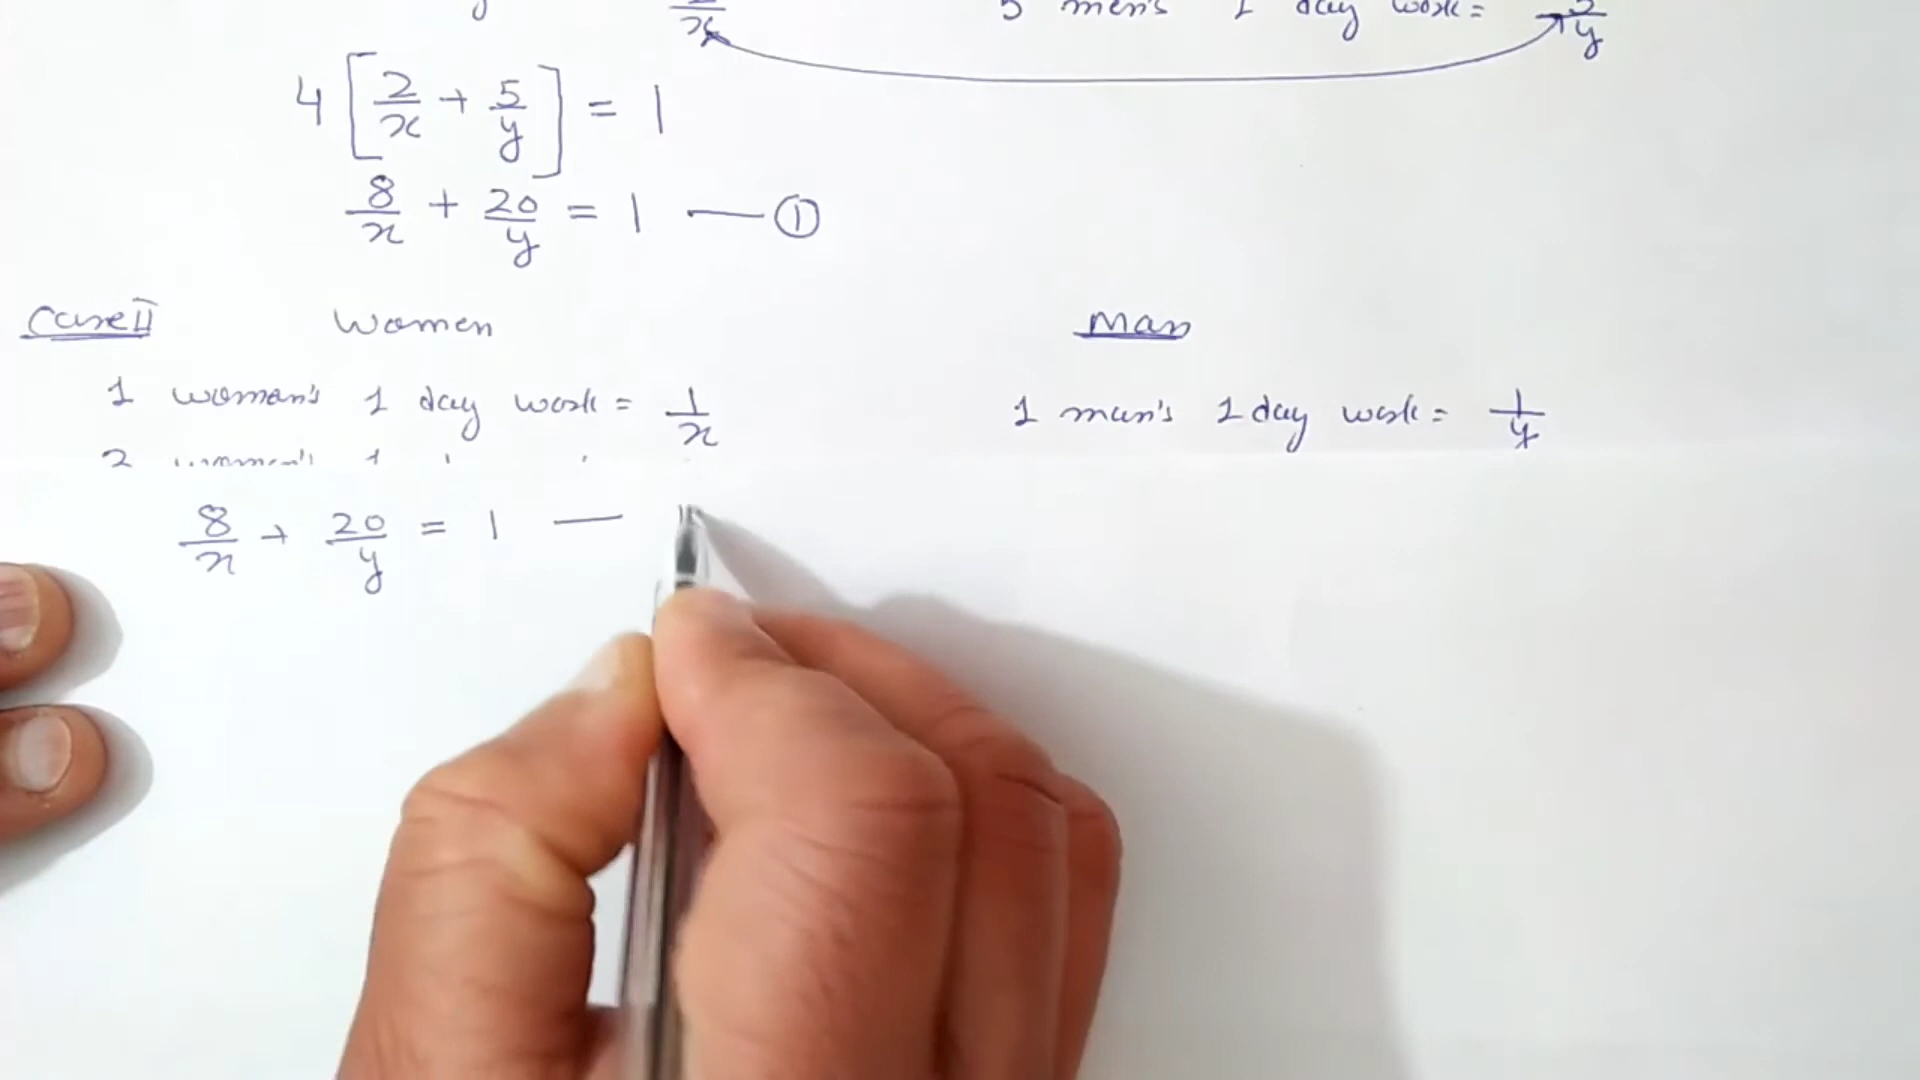 5 men's 1 day work =
4 [2/x + 5/y] = 1
8/x + 20/y = 1 — ①
Case II Women Man
1 woman's 1 day work = 1/x 1 man's 1 day work = 1/y
8/x + 20/y = 1 —